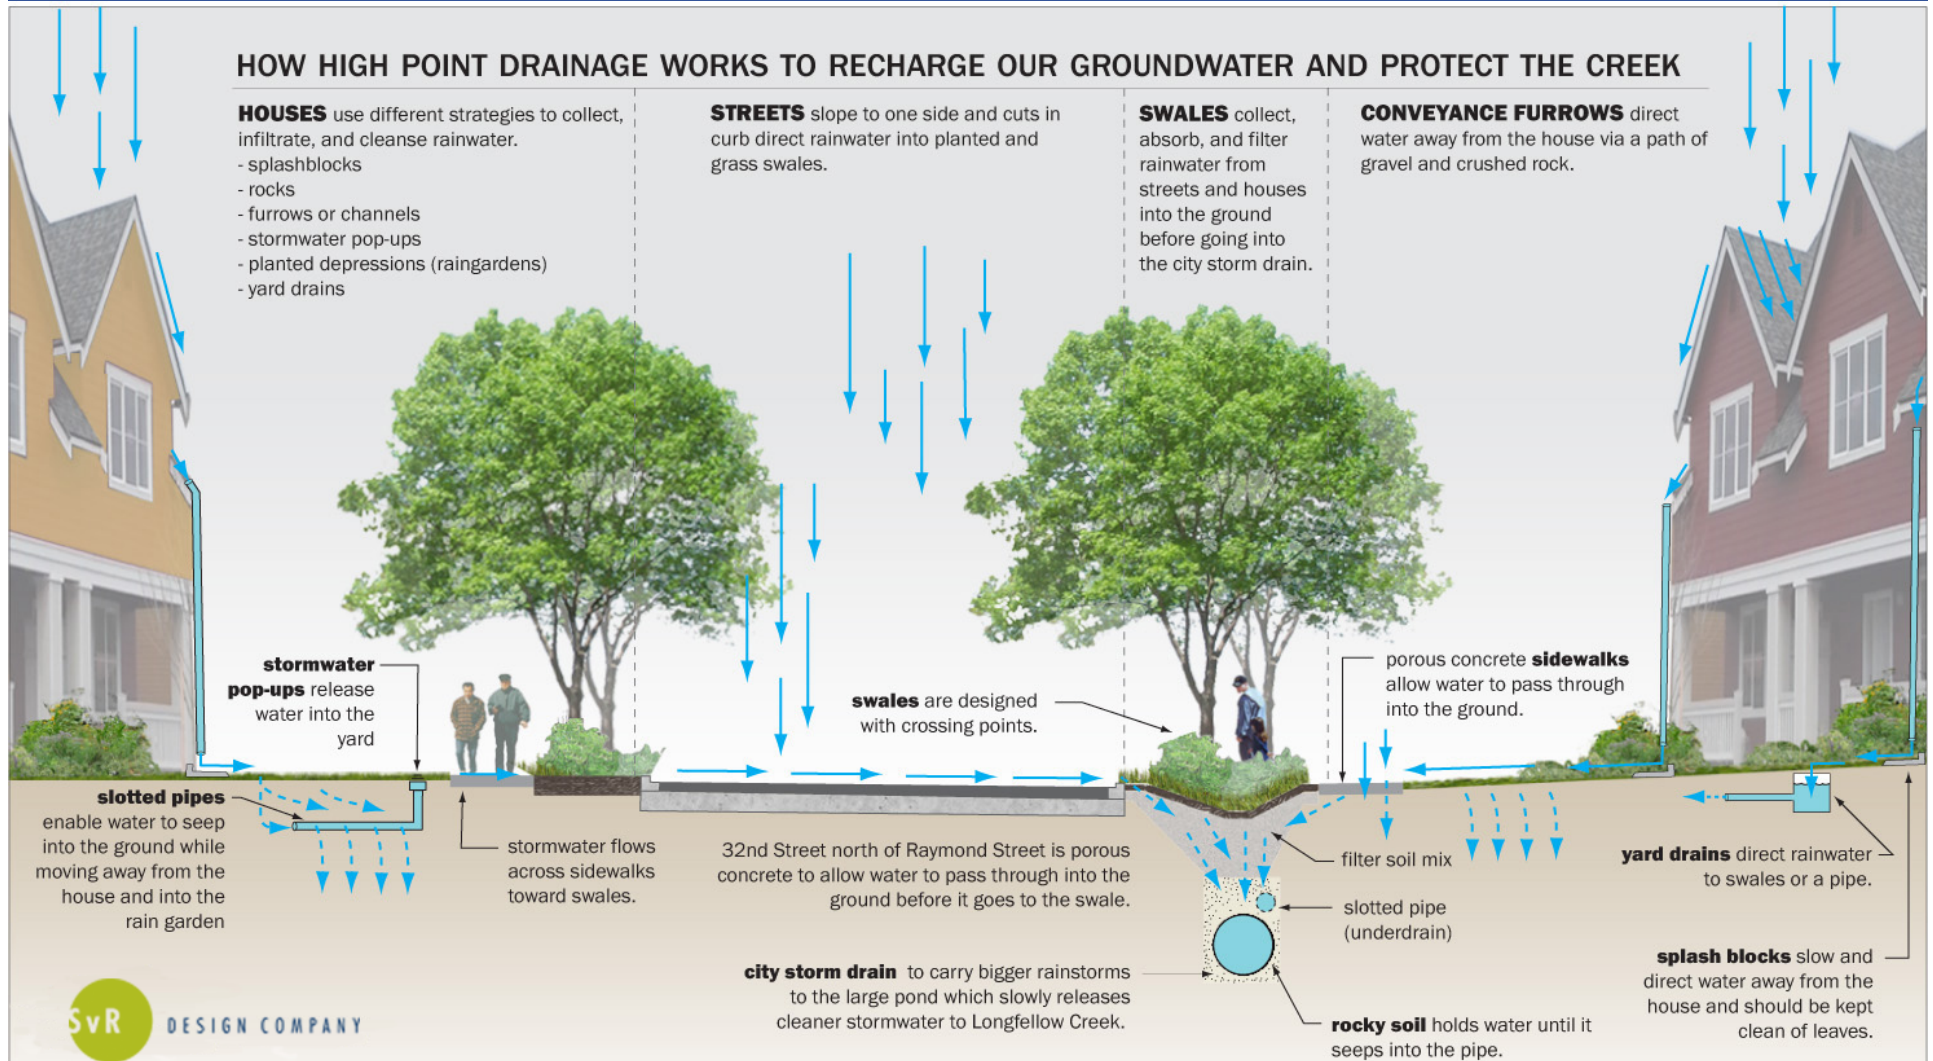 HOW HIGH POINT DRAINAGE WORKS TO RECHARGE OUR GROUNDWATER AND PROTECT THE CREEK
HOUSES use different strategies to collect,
infiltrate, and cleanse rainwater.
- splashblocks
- rocks
- furrows or channels
- stormwater pop-ups
- planted depressions (raingardens)
- yard drains
STREETS slope to one side and cuts in
curb direct rainwater into planted and
grass swales.
SWALES collect,
absorb, and filter
rainwater from
streets and houses
into the ground
before going into
the city storm drain.
CONVEYANCE FURROWS direct
water away from the house via a path of
gravel and crushed rock.
stormwater
pop-ups release
water into the
yard
slotted pipes
enable water to seep
into the ground while
moving away from the
house and into the
rain garden
stormwater flows
across sidewalks
toward swales.
swales are designed
with crossing points.
32nd Street north of Raymond Street is porous
concrete to allow water to pass through into the
ground before it goes to the swale.
city storm drain to carry bigger rainstorms
to the large pond which slowly releases
cleaner stormwater to Longfellow Creek.
porous concrete sidewalks
allow water to pass through
into the ground.
filter soil mix
slotted pipe
(underdrain)
rocky soil holds water until it
seeps into the pipe.
yard drains direct rainwater
to swales or a pipe.
splash blocks slow and
direct water away from the
house and should be kept
clean of leaves.
SvR DESIGN COMPANY